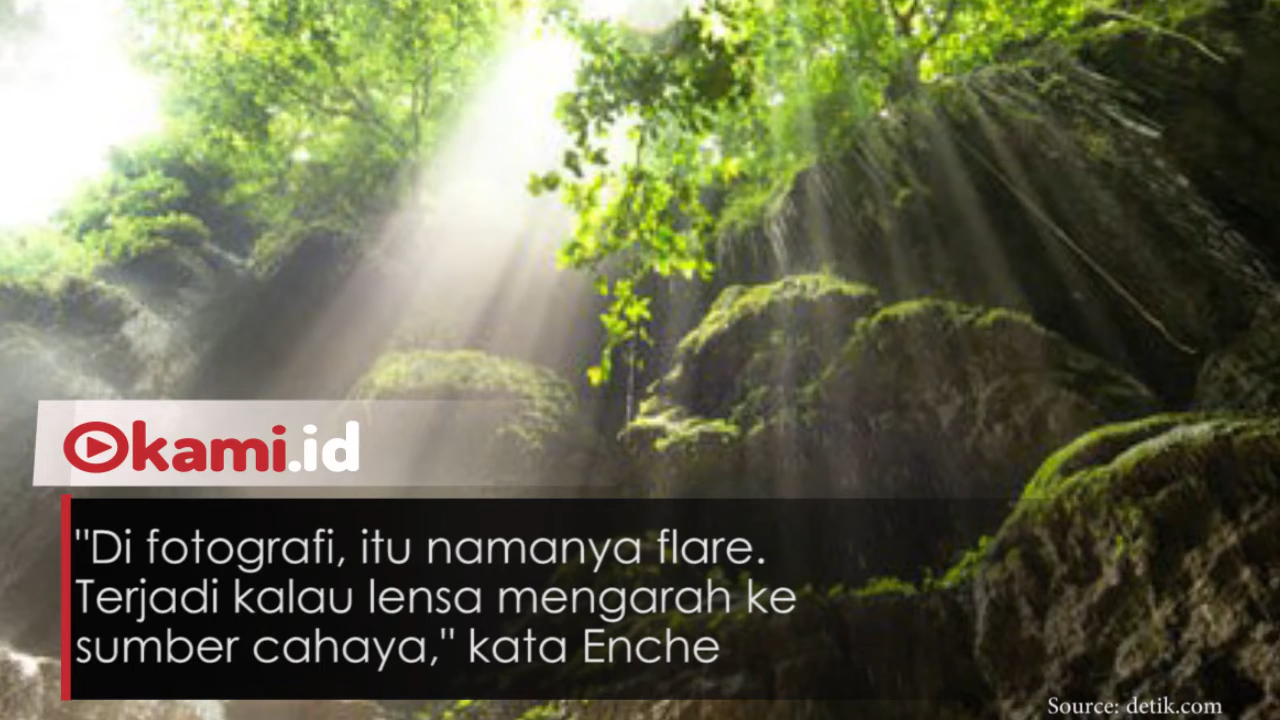 Okami.id
"Di fotografi, itu namanya flare.
Terjadi kalau lensa mengarah ke
sumber cahaya," kata Enche
Source: detik.com